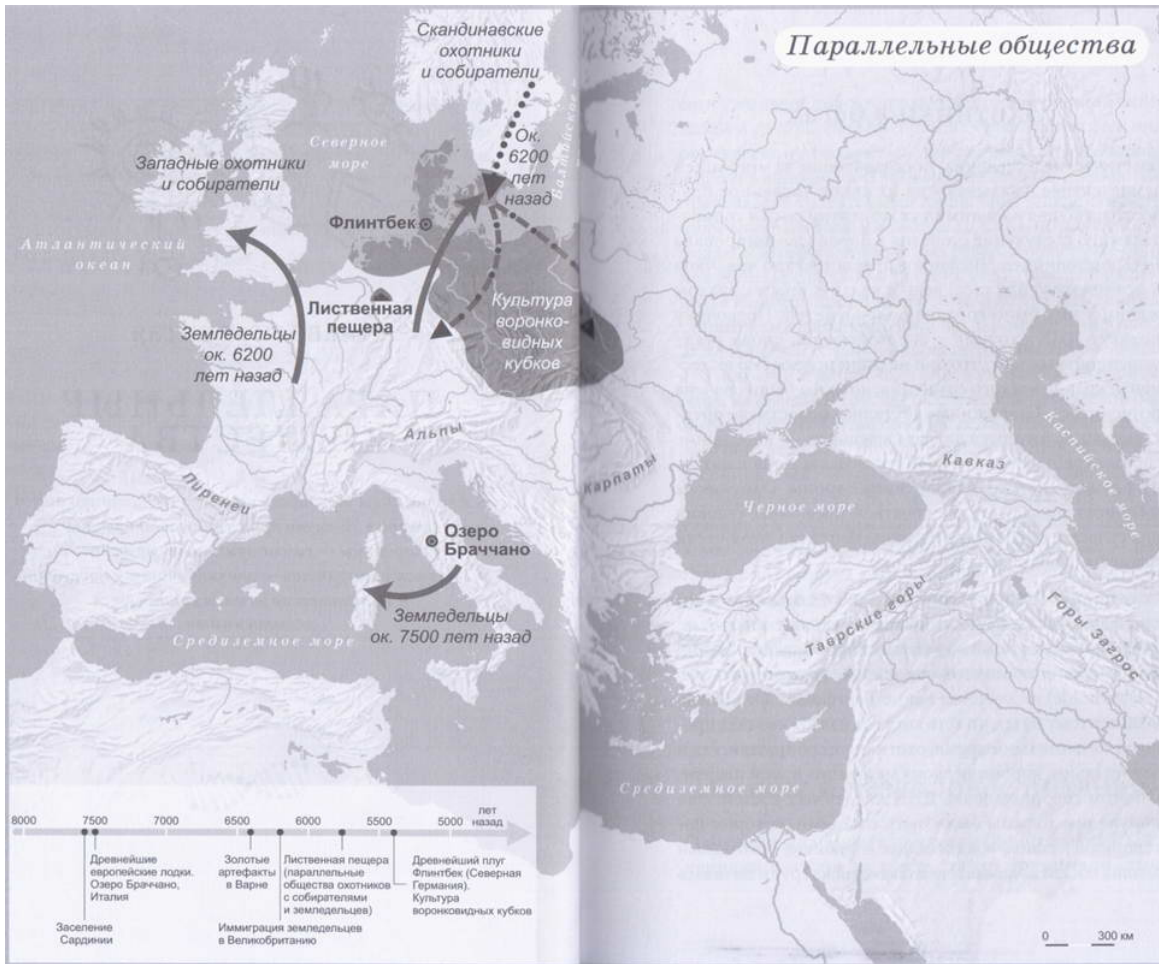 Параллельные общества
Скандинавские
охотники
и собиратели
Северное
море
Ок.
6200
лет
назад
Балтийское
Западные охотники
и собиратели
Флинтбек
Атлантический
океан
Лиственная
пещера
Культура
воронко-
видных
кубков
Земледельцы
ок. 6200
лет назад
Альпы
Пиренеи
Карпаты
Кавказ
Каспийское море
Черное море
Озеро
Браччано
Земледельцы
ок. 7500 лет назад
Средиземное море
Таврские горы
Горы Загрос
Средиземное море
лет
назад
8000 7500 7000 6500 6000 5500 5000
Древнейшие
европейские лодки.
Озеро Браччано,
Италия
Золотые
артефакты
в Варне
Лиственная пещера
(параллельные
общества охотников
с собирателями
и земледельцев)
Древнейший плуг
Флинтбек (Северная
Германия).
Культура
воронковидных кубков
Заселение
Сардинии
Иммиграция земледельцев
в Великобританию
0 300 км